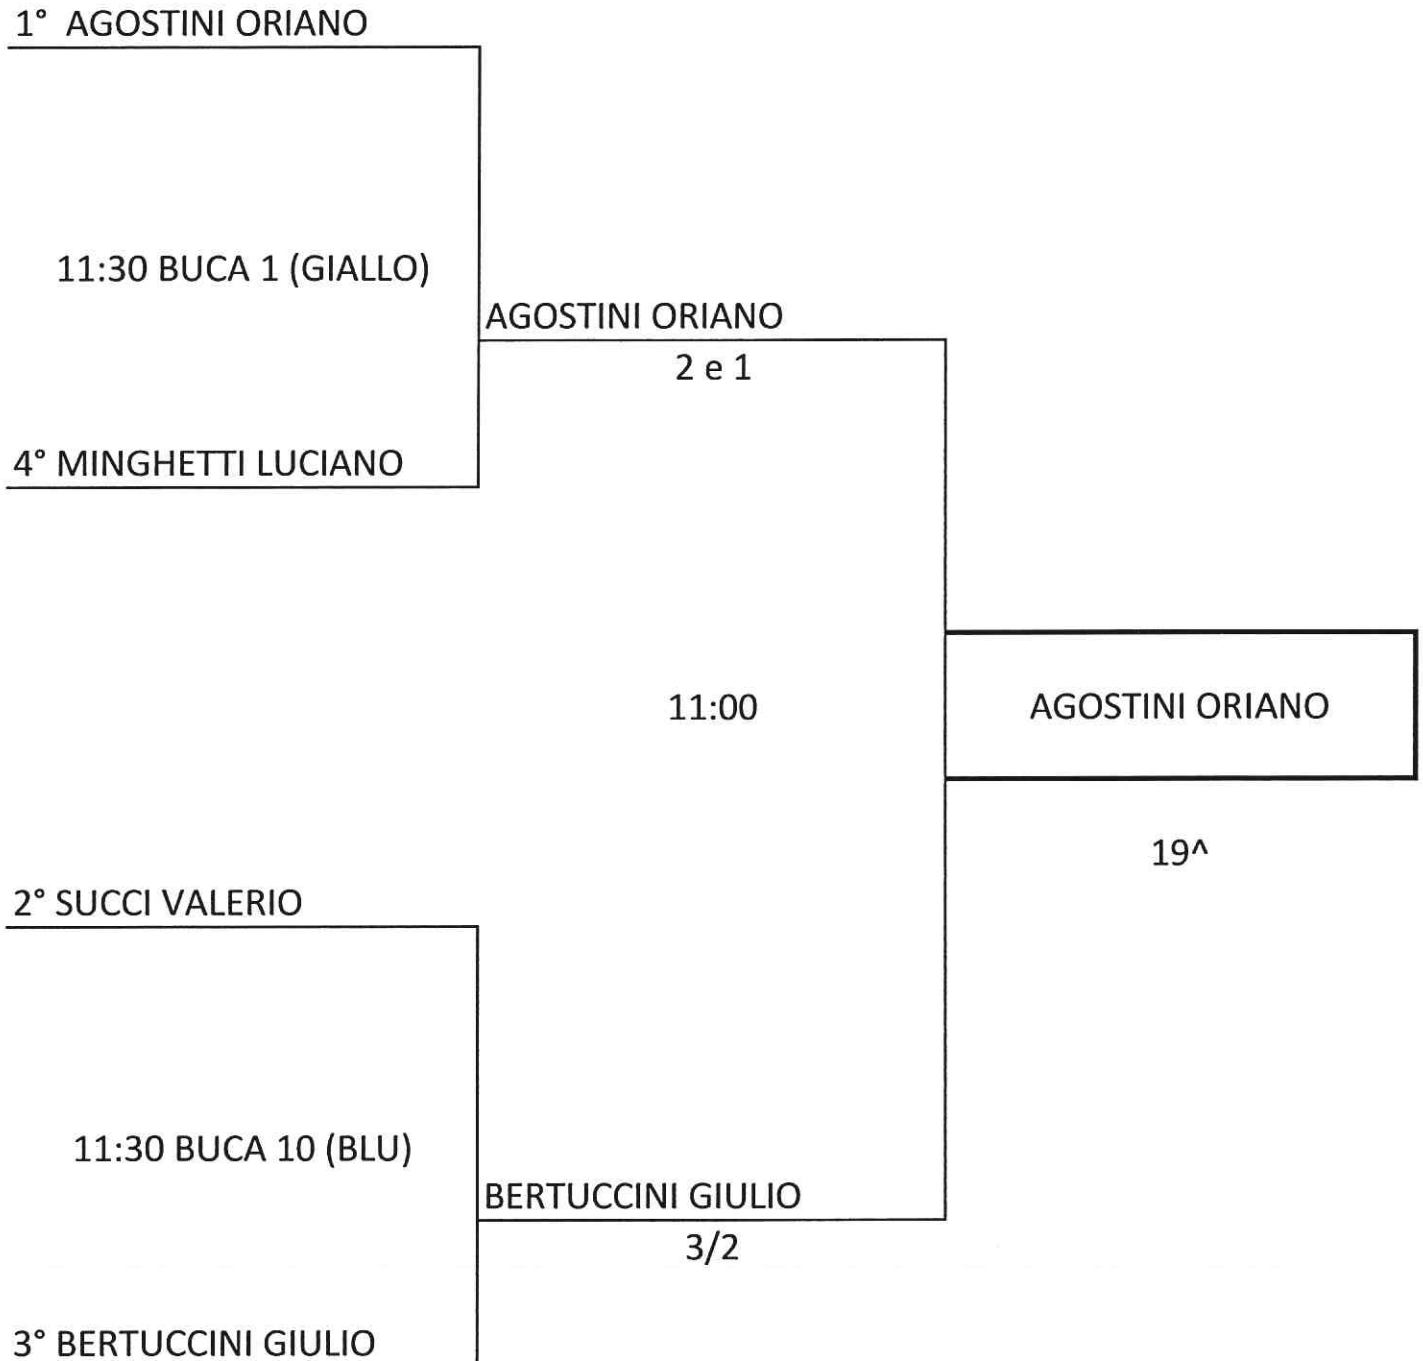 1° AGOSTINI ORIANO
11:30 BUCA 1 (GIALLO)
AGOSTINI ORIANO
2 e 1
4° MINGHETTI LUCIANO
11:00
AGOSTINI ORIANO
19^
2° SUCCI VALERIO
11:30 BUCA 10 (BLU)
BERTUCCINI GIULIO
3/2
3° BERTUCCINI GIULIO